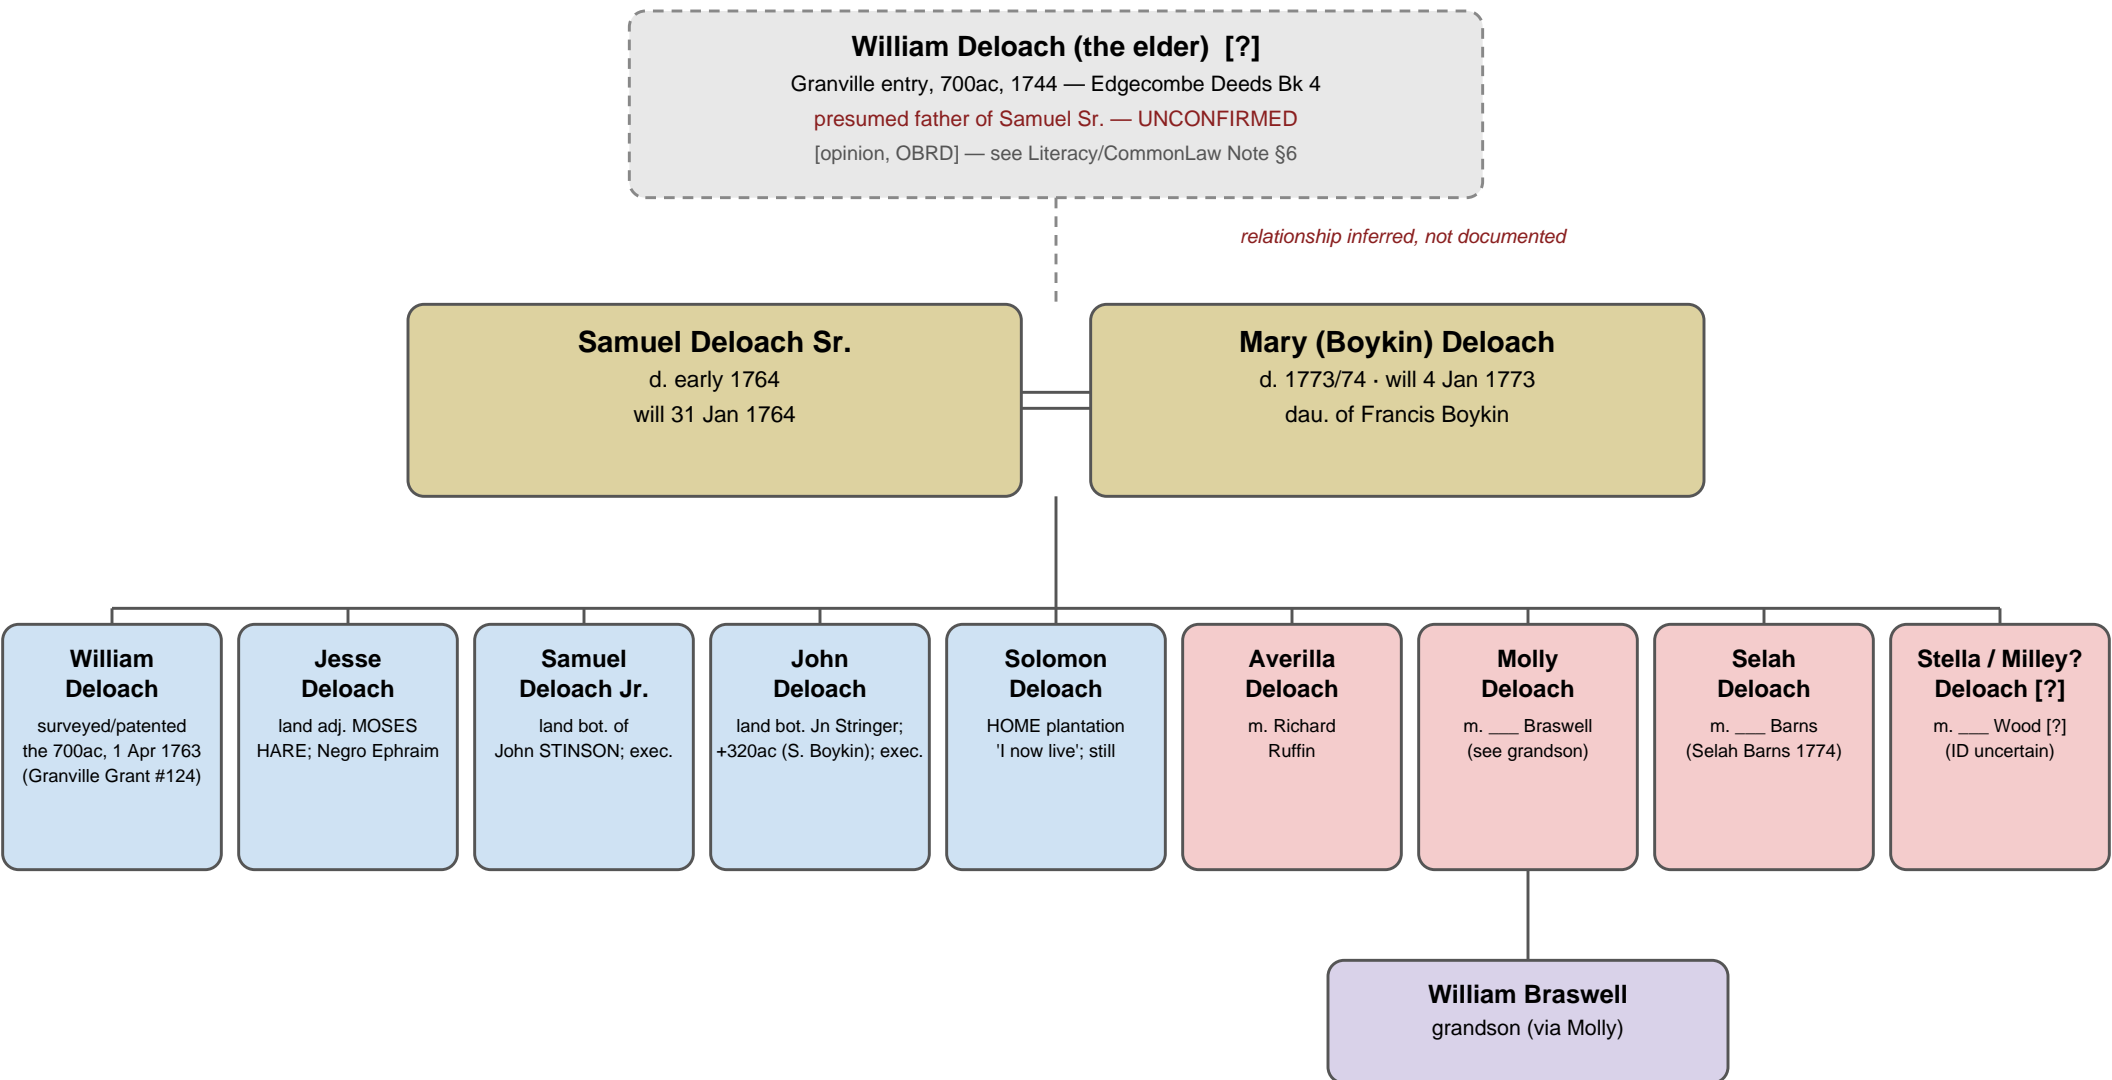 William Deloach (the elder)  [?]
Granville entry, 700ac, 1744 — Edgecombe Deeds Bk 4
presumed father of Samuel Sr. — UNCONFIRMED
[opinion, OBRD] — see Literacy/CommonLaw Note §6
relationship inferred, not documented
Samuel Deloach Sr.
d. early 1764
will 31 Jan 1764
Mary (Boykin) Deloach
d. 1773/74 · will 4 Jan 1773
dau. of Francis Boykin
William
Deloach
surveyed/patented
the 700ac, 1 Apr 1763
(Granville Grant #124)
Jesse
Deloach
land adj. MOSES
HARE; Negro Ephraim
Samuel
Deloach Jr.
land bot. of
John STINSON; exec.
John
Deloach
land bot. Jn Stringer;
+320ac (S. Boykin); exec.
Solomon
Deloach
HOME plantation
'I now live'; still
Averilla
Deloach
m. Richard
Ruffin
Molly
Deloach
m. ___ Braswell
(see grandson)
Selah
Deloach
m. ___ Barns
(Selah Barns 1774)
Stella / Milley?
Deloach [?]
m. ___ Wood [?]
(ID uncertain)
William Braswell
grandson (via Molly)